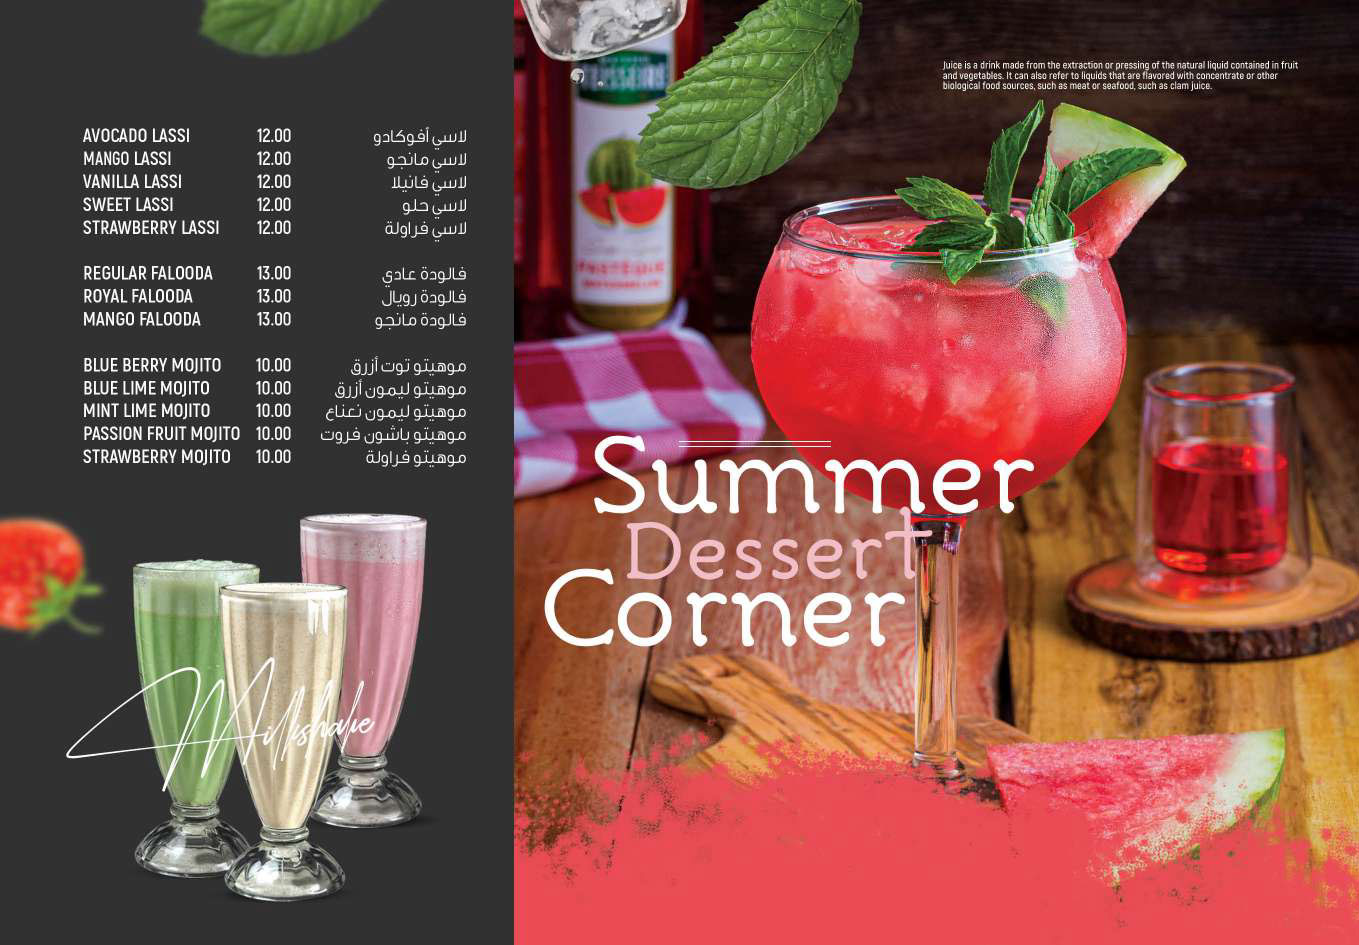 AVOCADO LASSI 12.00 لاسي أفوكادو
MANGO LASSI 12.00 لاسي مانجو
VANILLA LASSI 12.00 لاسي فانيلا
SWEET LASSI 12.00 لاسي حلو
STRAWBERRY LASSI 12.00 لاسي فراولة
REGULAR FALOODA 13.00 فالودة عادي
ROYAL FALOODA 13.00 فالودة رويال
MANGO FALOODA 13.00 فالودة مانجو
BLUE BERRY MOJITO 10.00 موهيتو توت أزرق
BLUE LIME MOJITO 10.00 موهيتو ليمون أزرق
MINT LIME MOJITO 10.00 موهيتو ليمون نعناع
PASSION FRUIT MOJITO 10.00 موهيتو باشون فروت
STRAWBERRY MOJITO 10.00 موهيتو فراولة
Milkshake
Juice is a drink made from the extraction or pressing of the natural liquid contained in fruit
and vegetables. It can also refer to liquids that are flavored with concentrate or other
biological food sources, such as meat or seafood, such as clam juice.
PASTÈQUE
Summer
Dessert
Corner